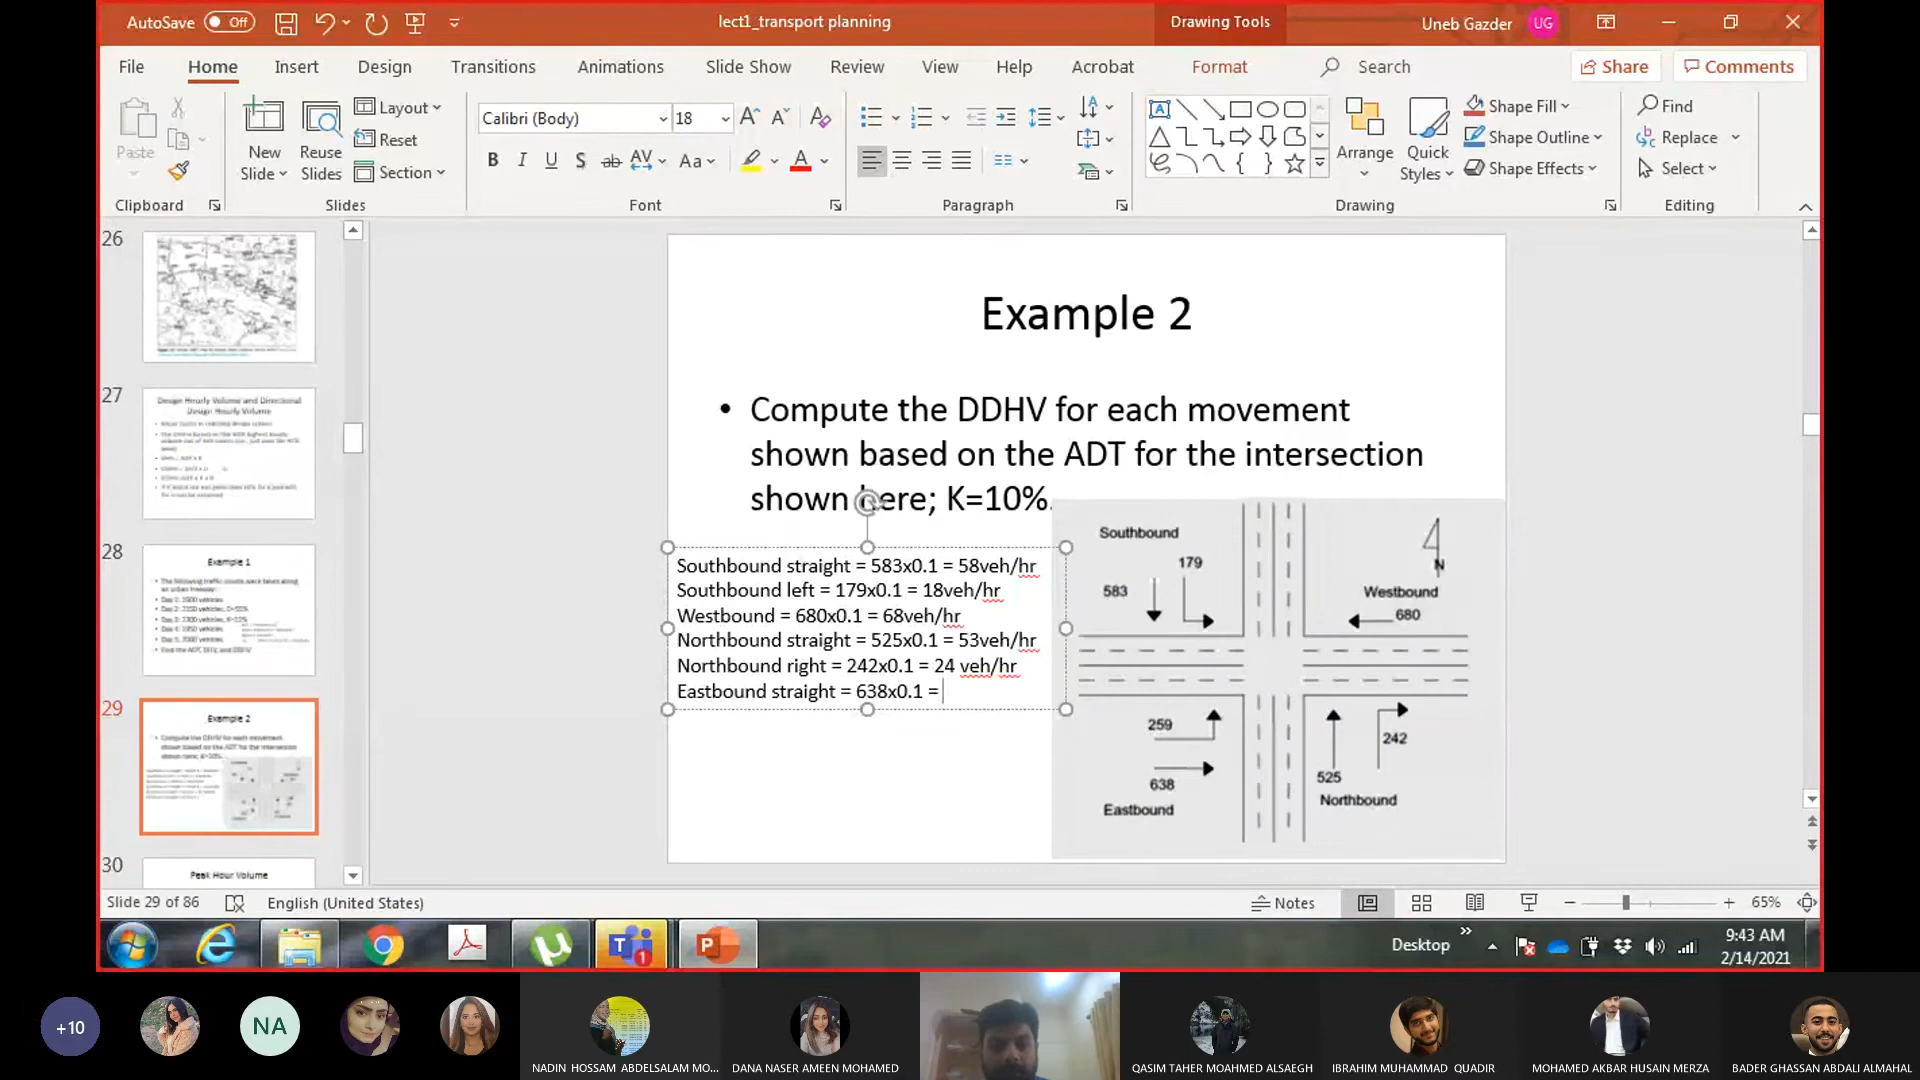 AutoSave Off
lect1_transport planning
Drawing Tools
Uneb Gazder UG
File Home Insert Design Transitions Animations Slide Show Review View Help Acrobat Format Search Share Comments
Paste
New Slide
Reuse Slides
Layout
Reset
Section
Calibri (Body) 18
Arrange
Quick Styles
Shape Fill
Shape Outline
Shape Effects
Find
Replace
Select
Clipboard Slides Font Paragraph Drawing Editing
26
27
Design Hourly Volume and Directional
Design Hourly Volume
28
Example 1
29
Example 2
30
Peak Hour Volume
Example 2
• Compute the DDHV for each movement
shown based on the ADT for the intersection
shown here; K=10%.
Southbound straight = 583x0.1 = 58veh/hr
Southbound left = 179x0.1 = 18veh/hr
Westbound = 680x0.1 = 68veh/hr
Northbound straight = 525x0.1 = 53veh/hr
Northbound right = 242x0.1 = 24 veh/hr
Eastbound straight = 638x0.1 =
Southbound
179
583
N
Westbound
680
259
638
Eastbound
242
525
Northbound
Slide 29 of 86
English (United States)
Notes
65%
Desktop
9:43 AM
2/14/2021
+10
NA
NADIN HOSSAM ABDELSALAM MO...
DANA NASER AMEEN MOHAMED
QASIM TAHER MOAHMED ALSAEGH
IBRAHIM MUHAMMAD QUADIR
MOHAMED AKBAR HUSAIN MERZA
BADER GHASSAN ABDALI ALMAHAL